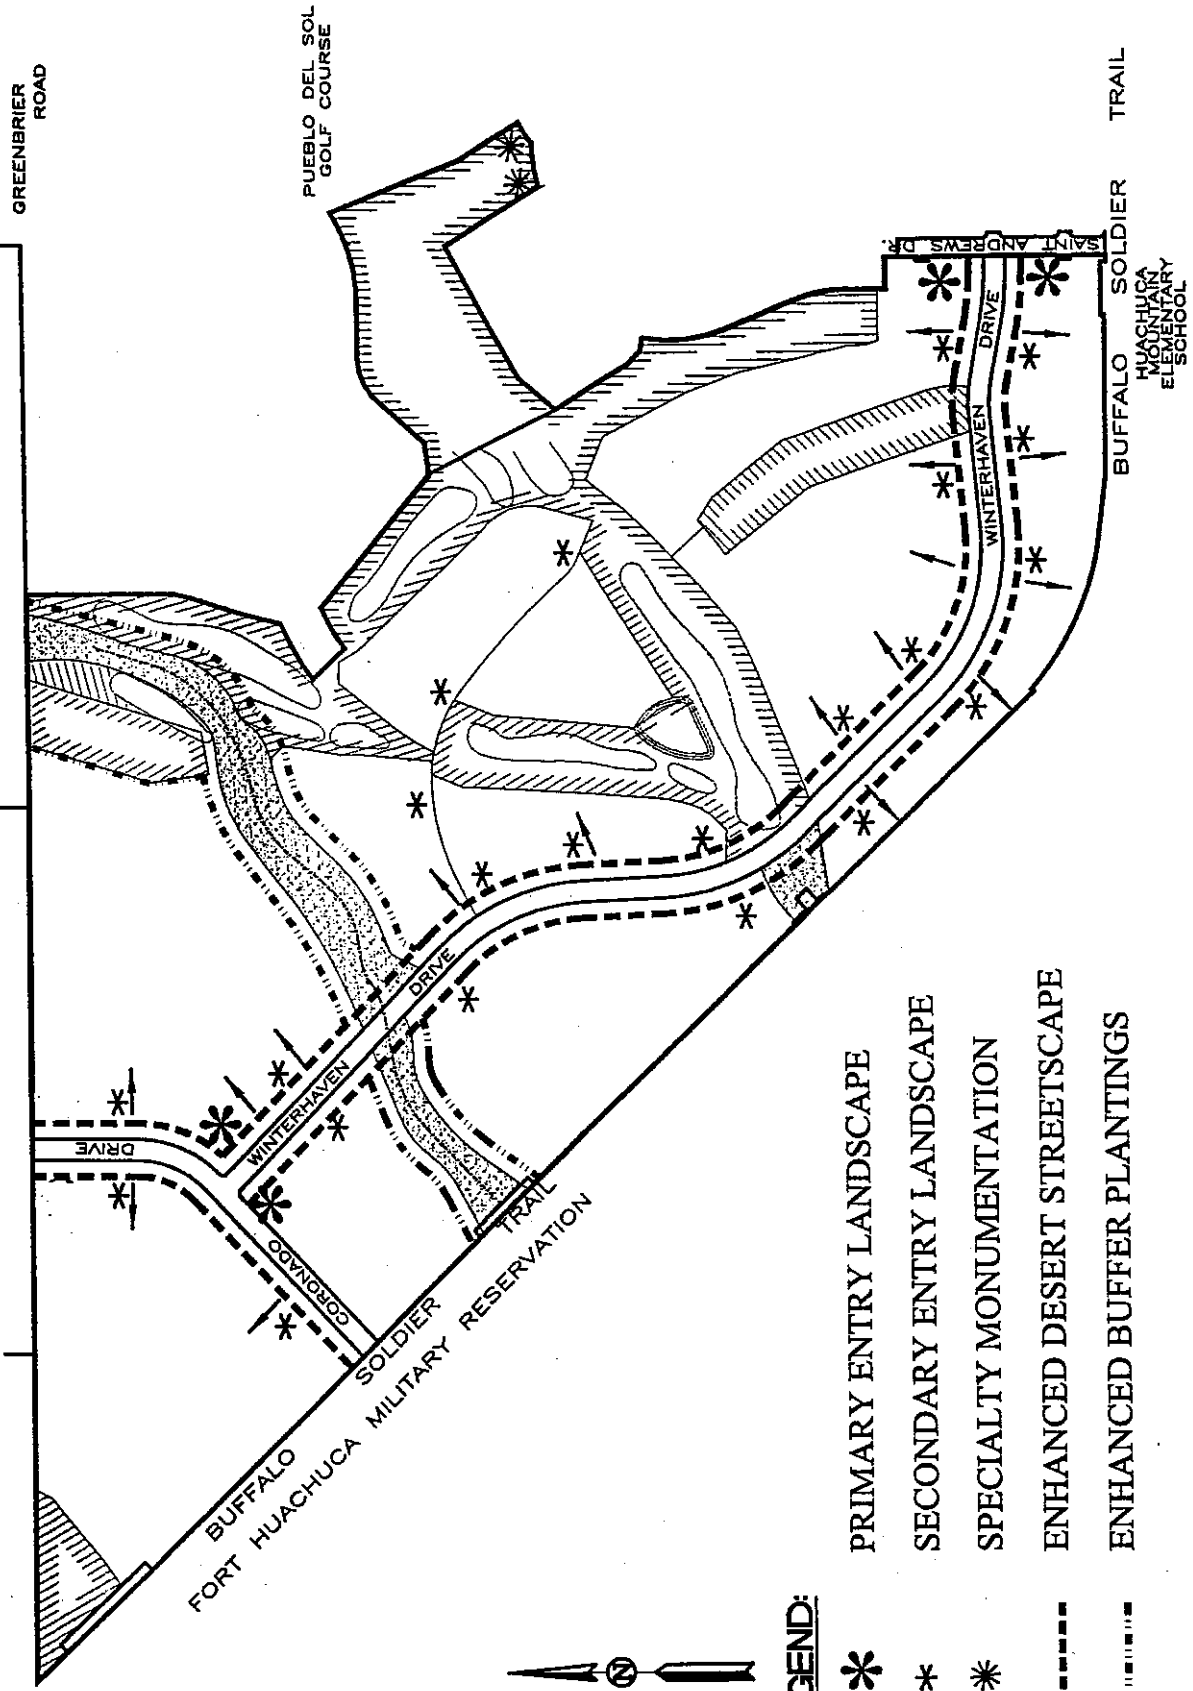 GREENBRIER
ROAD
PUEBLO DEL SOL
GOLF COURSE
SAINT ANDREWS DR.
BUFFALO SOLDIER TRAIL
HUACHUCA
MOUNTAIN
ELEMENTARY
SCHOOL
WINTERHAVEN DRIVE
WINTERHAVEN DRIVE
CORONADO DRIVE
BUFFALO SOLDIER TRAIL
FORT HUACHUCA MILITARY RESERVATION
N
GEND:
PRIMARY ENTRY LANDSCAPE
SECONDARY ENTRY LANDSCAPE
SPECIALTY MONUMENTATION
ENHANCED DESERT STREETSCAPE
ENHANCED BUFFER PLANTINGS